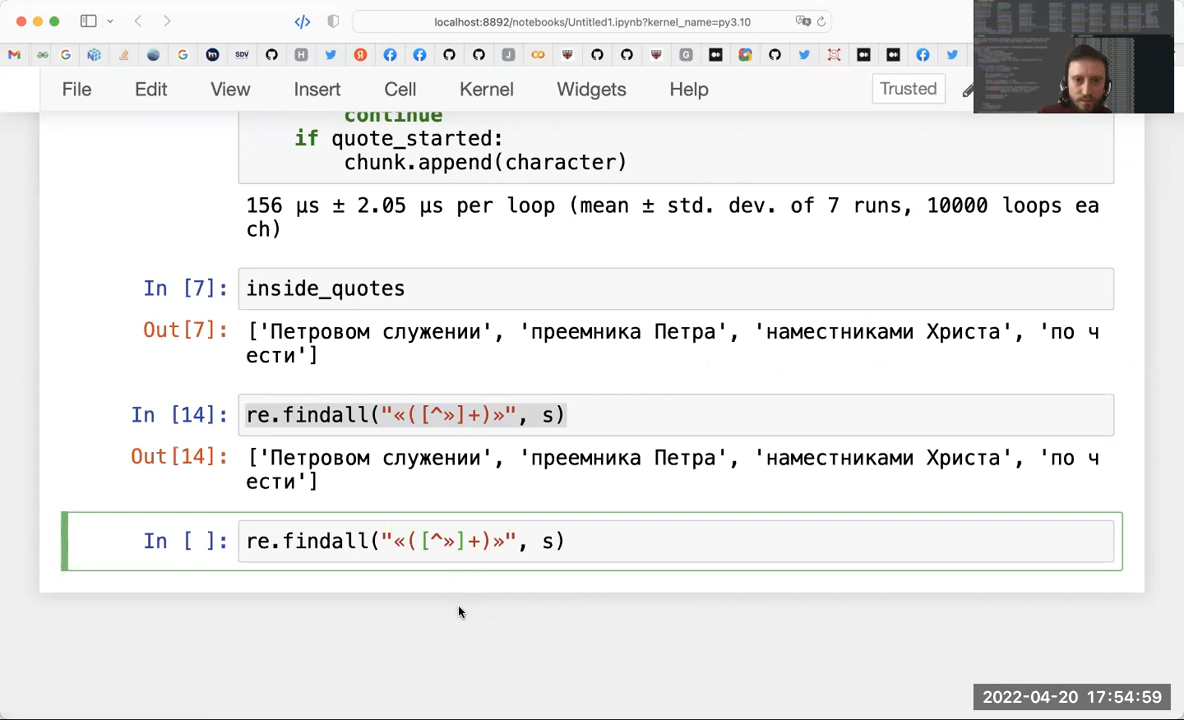 localhost:8892/notebooks/Untitled1.ipynb?kernel_name=py3.10
File Edit View Insert Cell Kernel Widgets Help Trusted
continue
if quote_started:
chunk.append(character)
156 µs ± 2.05 µs per loop (mean ± std. dev. of 7 runs, 10000 loops ea
ch)
In [7]: inside_quotes
Out[7]: ['Петровом служении', 'преемника Петра', 'наместниками Христа', 'по ч
ести']
In [14]: re.findall("«([^»]+)»", s)
Out[14]: ['Петровом служении', 'преемника Петра', 'наместниками Христа', 'по ч
ести']
In [ ]: re.findall("«([^»]+)»", s)
2022-04-20 17:54:59